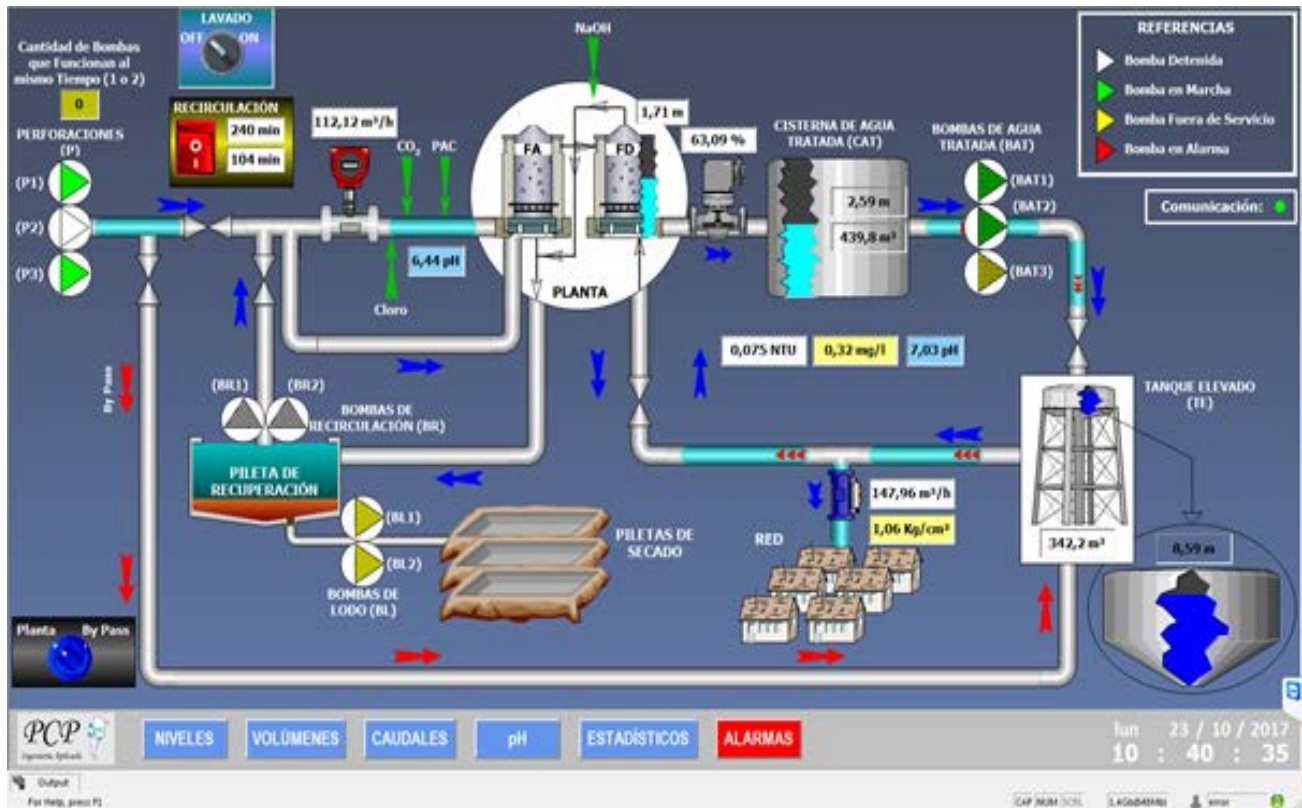 Cantidad de Bombas
que Funcionan al
mismo Tiempo (1 o 2)
0
LAVADO
OFF ON
RECIRCULACIÓN
O
I
240 min
104 min
PERFORACIONES
(P)
(P1)
(P2)
(P3)
112,12 m³/h
CO₂ PAC
6,44 pH
Cloro
NaOH
FA
FD
PLANTA
1,71 m
63,09 %
CISTERNA DE AGUA
TRATADA (CAT)
2,59 m
439,8 m³
BOMBAS DE AGUA
TRATADA (BAT)
(BAT1)
(BAT2)
(BAT3)
REFERENCIAS
Bomba Detenida
Bomba en Marcha
Bomba Fuera de Servicio
Bomba en Alarma
Comunicación:
0,075 NTU
0,32 mg/l
7,03 pH
By Pass
(BR1)
(BR2)
BOMBAS DE
RECIRCULACIÓN (BR)
PILETA DE
RECUPERACIÓN
(BL1)
(BL2)
BOMBAS DE
LODO (BL)
PILETAS DE
SECADO
RED
147,96 m³/h
1,06 Kg/cm²
TANQUE ELEVADO
(TE)
342,2 m³
8,59 m
Planta By Pass
PCP
Ingeniería Aplicada
NIVELES
VOLÚMENES
CAUDALES
pH
ESTADÍSTICOS
ALARMAS
lun 23 / 10 / 2017
10 : 40 : 35
Output
For Help, press F1
CAP NUM SCRL
error